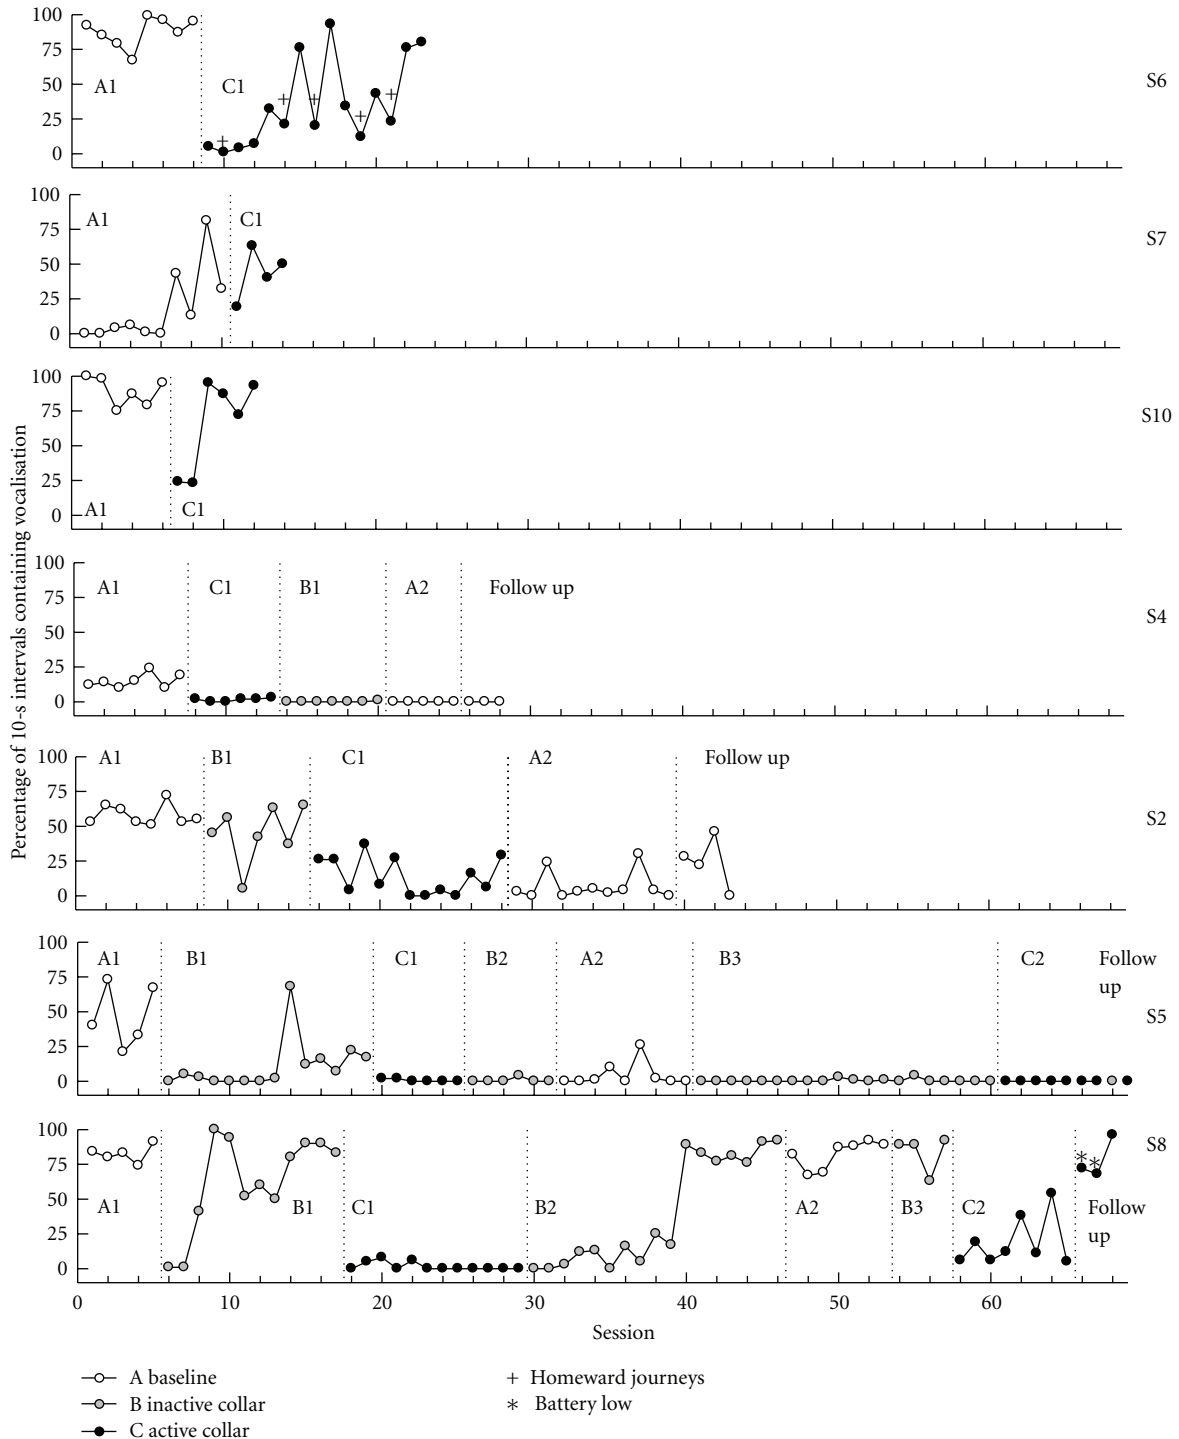 Percentage of 10-s intervals containing vocalisation
100
75
50
25
0
A1
C1
S6
100
75
50
25
0
A1
C1
S7
100
75
50
25
0
A1
C1
S10
100
75
50
25
0
A1
C1
B1
A2
Follow up
S4
100
75
50
25
0
A1
B1
C1
A2
Follow up
S2
100
75
50
25
0
A1
B1
C1
B2
A2
B3
C2
Follow
up
S5
100
75
50
25
0
A1
B1
C1
B2
A2
B3
C2
Follow
up
S8
0 10 20 30 40 50 60
Session
A baseline
B inactive collar
C active collar
+ Homeward journeys
* Battery low